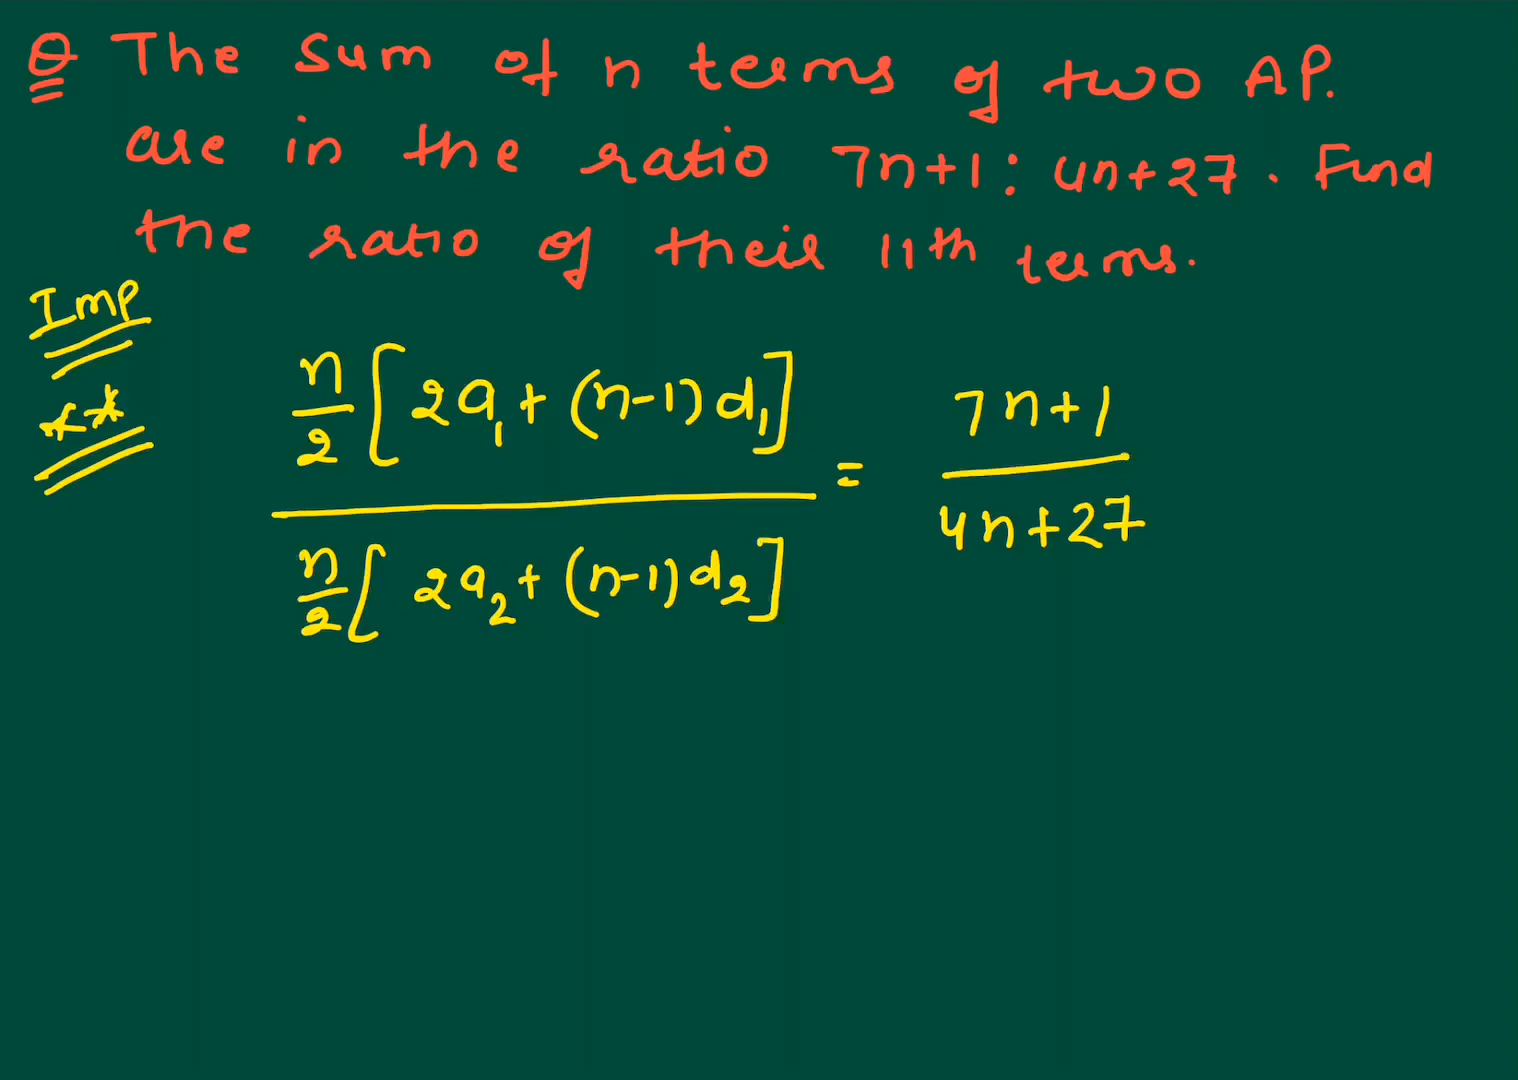 Q The Sum of n terms of two A.P.
are in the ratio 7n+1 : 4n+27 . Find
the ratio of their 11th terms.
Imp
**
n/2 [ 2a₁ + (n-1) d₁ ] / n/2 [ 2a₂ + (n-1) d₂ ] = 7n+1 / 4n+27